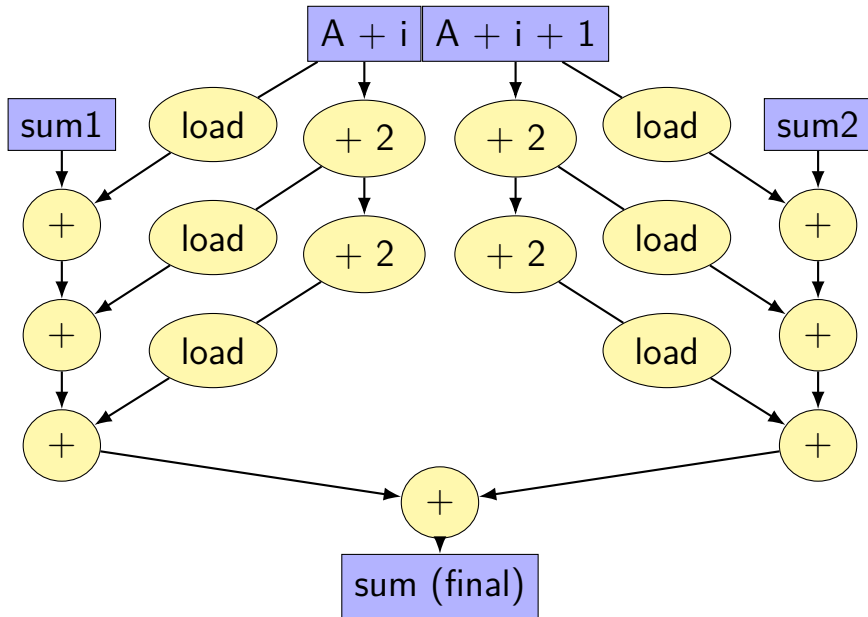 A + i
A + i + 1
sum1
load
+ 2
+ 2
load
sum2
+
load
+ 2
+ 2
load
+
+
load
load
+
+
+
+
sum (final)